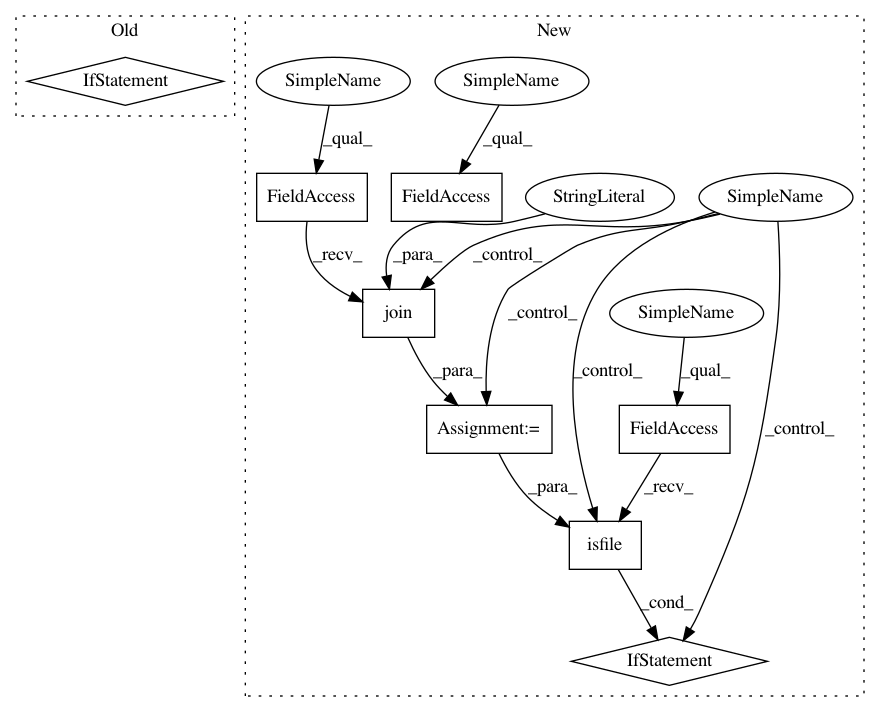 Old
New
IfStatement
SimpleName
SimpleName
_qual_
_qual_
FieldAccess
FieldAccess
StringLiteral
SimpleName
_recv_
_para_
_control_
join
SimpleName
_control_
_para_
_control_
_qual_
Assignment:=
FieldAccess
_control_
_para_
_recv_
isfile
_cond_
IfStatement